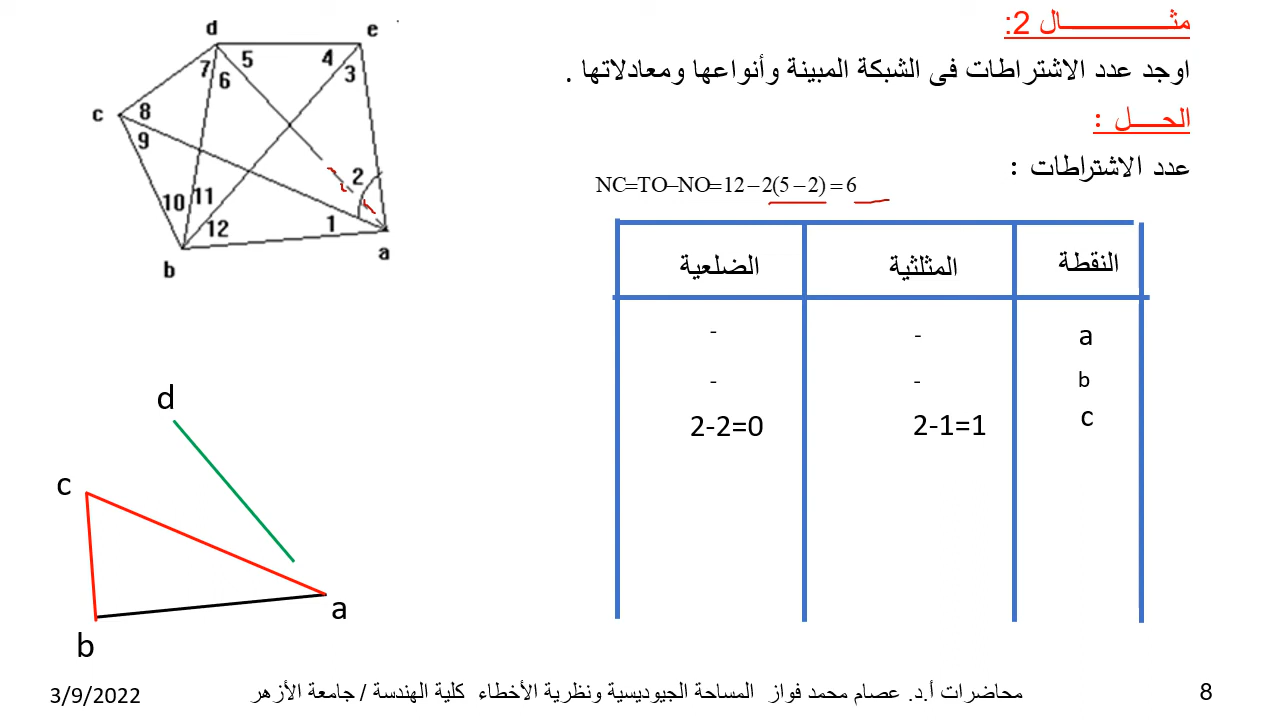 مثـــــــــــــــال 2:
اوجد عدد الاشتراطات فى الشبكة المبينة وأنواعها ومعادلاتها .
الحـــــل :
عدد الاشتراطات :
NC=TO−NO=12−2(5−2)=6
النقطة المثلثية الضلعية
a - -
b - -
c 2-1=1 2-2=0
d e
7 6 5 4 3
c 8
9
10 11 12 1 2
b a
d
c
a
b
3/9/2022 محاضرات أ.د. عصام محمد فواز المساحة الجيوديسية ونظرية الأخطاء كلية الهندسة / جامعة الأزهر 8